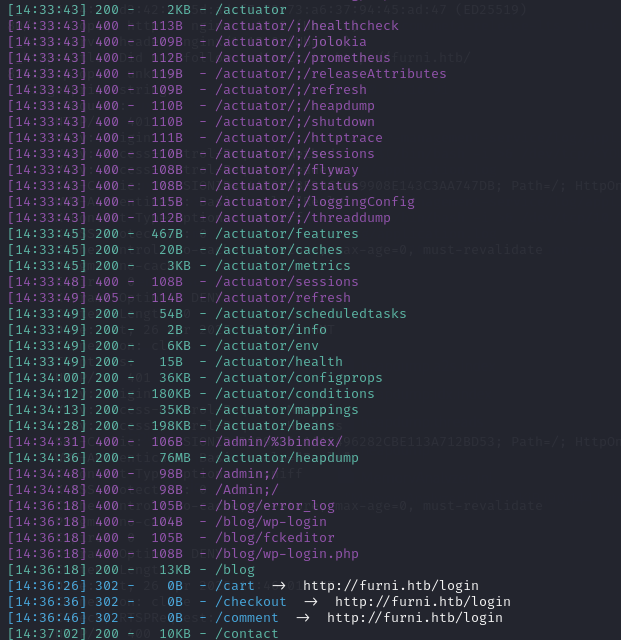 [14:33:43] 200 -    2KB - /actuator
[14:33:43] 400 -  113B  - /actuator/;/healthcheck
[14:33:43] 400 -  109B  - /actuator/;/jolokia
[14:33:43] 400 -  112B  - /actuator/;/prometheus
[14:33:43] 400 -  119B  - /actuator/;/releaseAttributes
[14:33:43] 400 -  109B  - /actuator/;/refresh
[14:33:43] 400 -  110B  - /actuator/;/heapdump
[14:33:43] 400 -  110B  - /actuator/;/shutdown
[14:33:43] 400 -  111B  - /actuator/;/httptrace
[14:33:43] 400 -  110B  - /actuator/;/sessions
[14:33:43] 400 -  108B  - /actuator/;/flyway
[14:33:43] 400 -  108B  - /actuator/;/status
[14:33:43] 400 -  115B  - /actuator/;/loggingConfig
[14:33:43] 400 -  112B  - /actuator/;/threaddump
[14:33:45] 200 -  467B  - /actuator/features
[14:33:45] 200 -   20B  - /actuator/caches
[14:33:45] 200 -    3KB - /actuator/metrics
[14:33:48] 400 -  108B  - /actuator/sessions
[14:33:49] 405 -  114B  - /actuator/refresh
[14:33:49] 200 -   54B  - /actuator/scheduledtasks
[14:33:49] 200 -    2B  - /actuator/info
[14:33:49] 200 -    6KB - /actuator/env
[14:33:49] 200 -   15B  - /actuator/health
[14:34:00] 200 -   36KB - /actuator/configprops
[14:34:12] 200 -  180KB - /actuator/conditions
[14:34:13] 200 -   35KB - /actuator/mappings
[14:34:28] 200 -  198KB - /actuator/beans
[14:34:31] 400 -  106B  - /admin/%3bindex/
[14:34:36] 200 -   76MB - /actuator/heapdump
[14:34:48] 400 -   98B  - /admin;/
[14:34:48] 400 -   98B  - /Admin;/
[14:36:18] 400 -  105B  - /blog/error_log
[14:36:18] 400 -  104B  - /blog/wp-login
[14:36:18] 400 -  105B  - /blog/fckeditor
[14:36:18] 400 -  108B  - /blog/wp-login.php
[14:36:18] 200 -   13KB - /blog
[14:36:26] 302 -    0B  - /cart  ->  http://furni.htb/login
[14:36:36] 302 -    0B  - /checkout  ->  http://furni.htb/login
[14:36:46] 302 -    0B  - /comment  ->  http://furni.htb/login
[14:37:02] 200 -   10KB - /contact